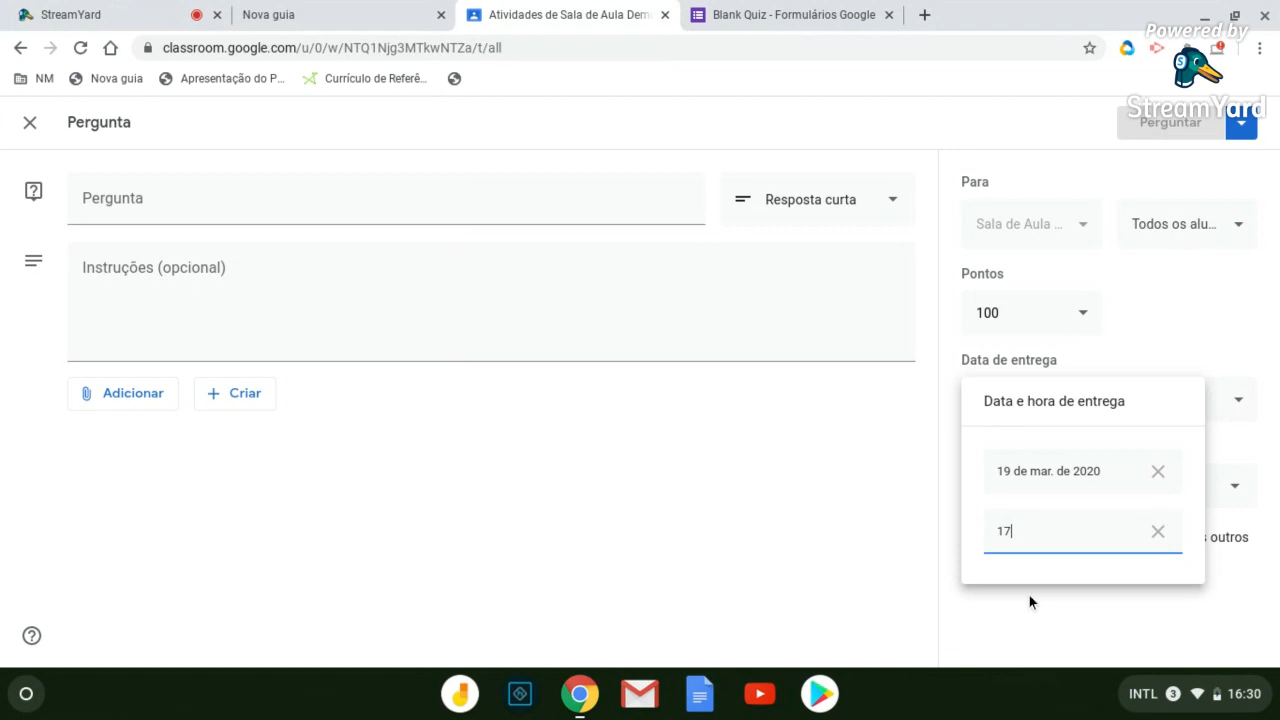 StreamYard
Nova guia
Atividades de Sala de Aula Dem
Blank Quiz - Formulários Google
classroom.google.com/u/0/w/NTQ1Njg3MTkwNTZa/t/all
NM
Nova guia
Apresentação do P...
Currículo de Referê...
Powered by
StreamYard
Pergunta
Perguntar
Pergunta
Resposta curta
Instruções (opcional)
Adicionar
Criar
Para
Sala de Aula ...
Todos os alu...
Pontos
100
Data de entrega
Data e hora de entrega
19 de mar. de 2020
17
outros
INTL
3
16:30